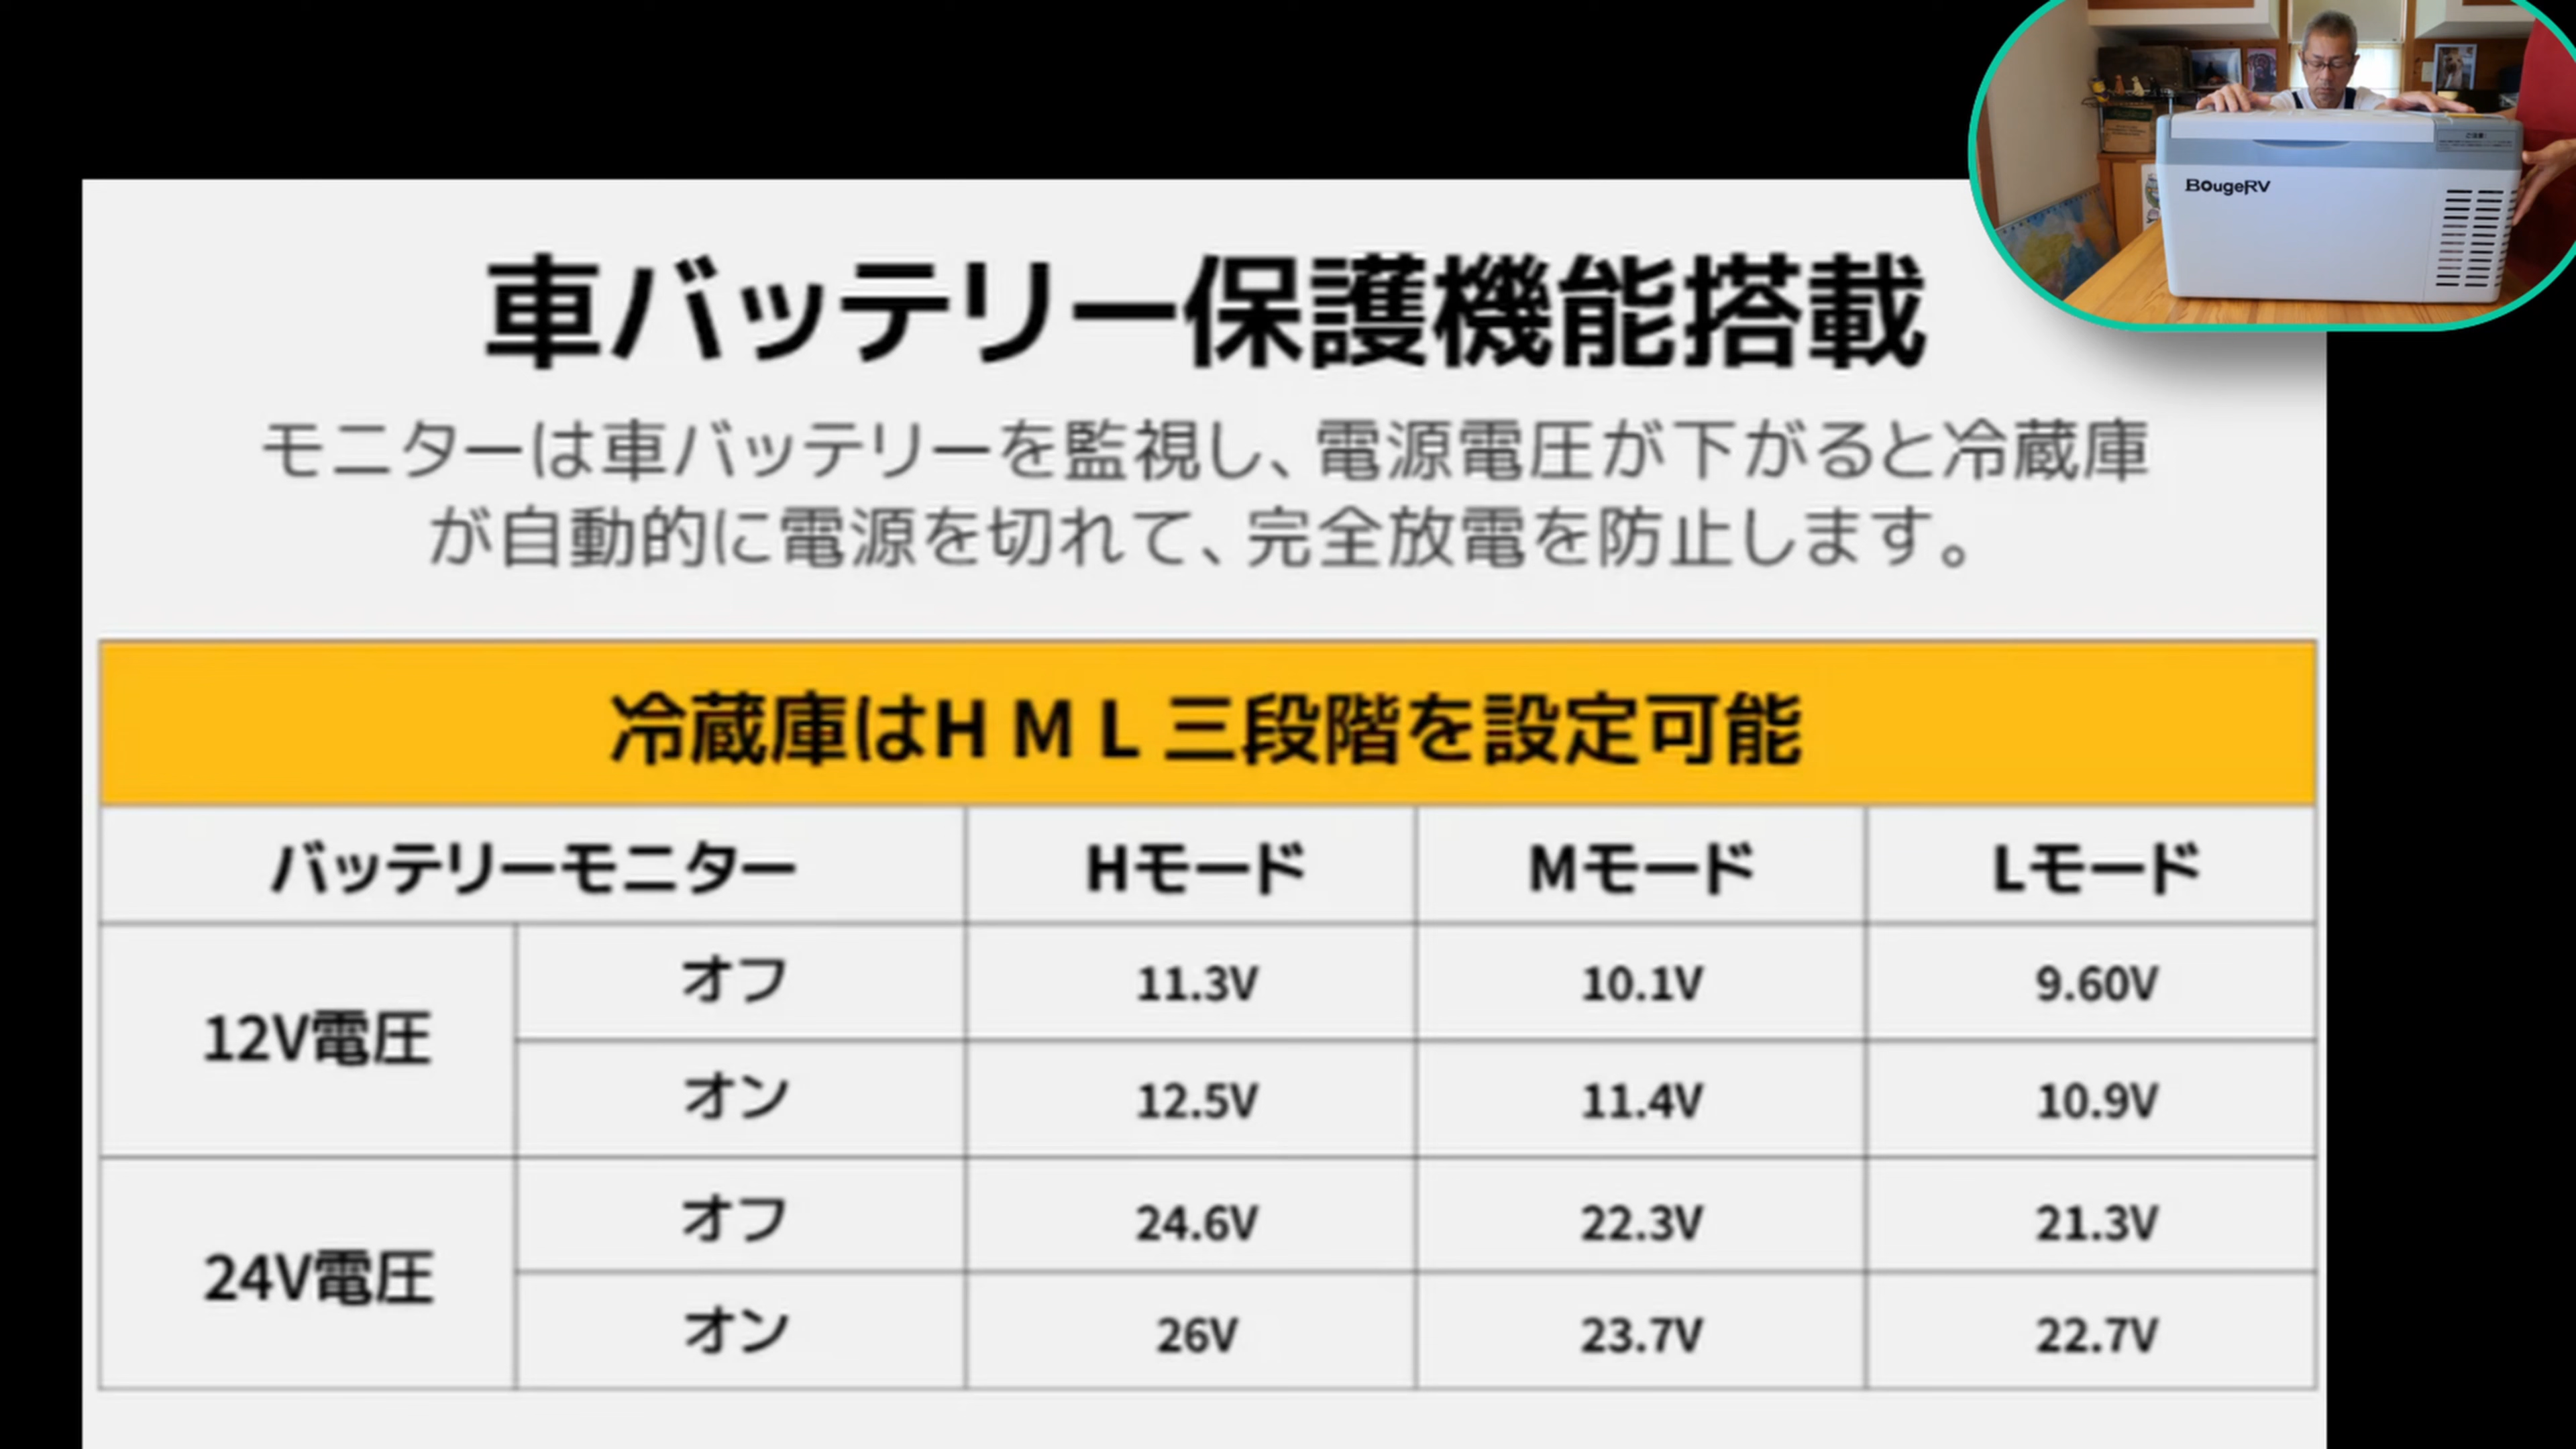 BougeRV
車バッテリー保護機能搭載
モニターは車バッテリーを監視し、電源電圧が下がると冷蔵庫
が自動的に電源を切れて、完全放電を防止します。
冷蔵庫はH M L 三段階を設定可能
バッテリーモニター Hモード Mモード Lモード
12V電圧 オフ 11.3V 10.1V 9.60V
オン 12.5V 11.4V 10.9V
24V電圧 オフ 24.6V 22.3V 21.3V
オン 26V 23.7V 22.7V